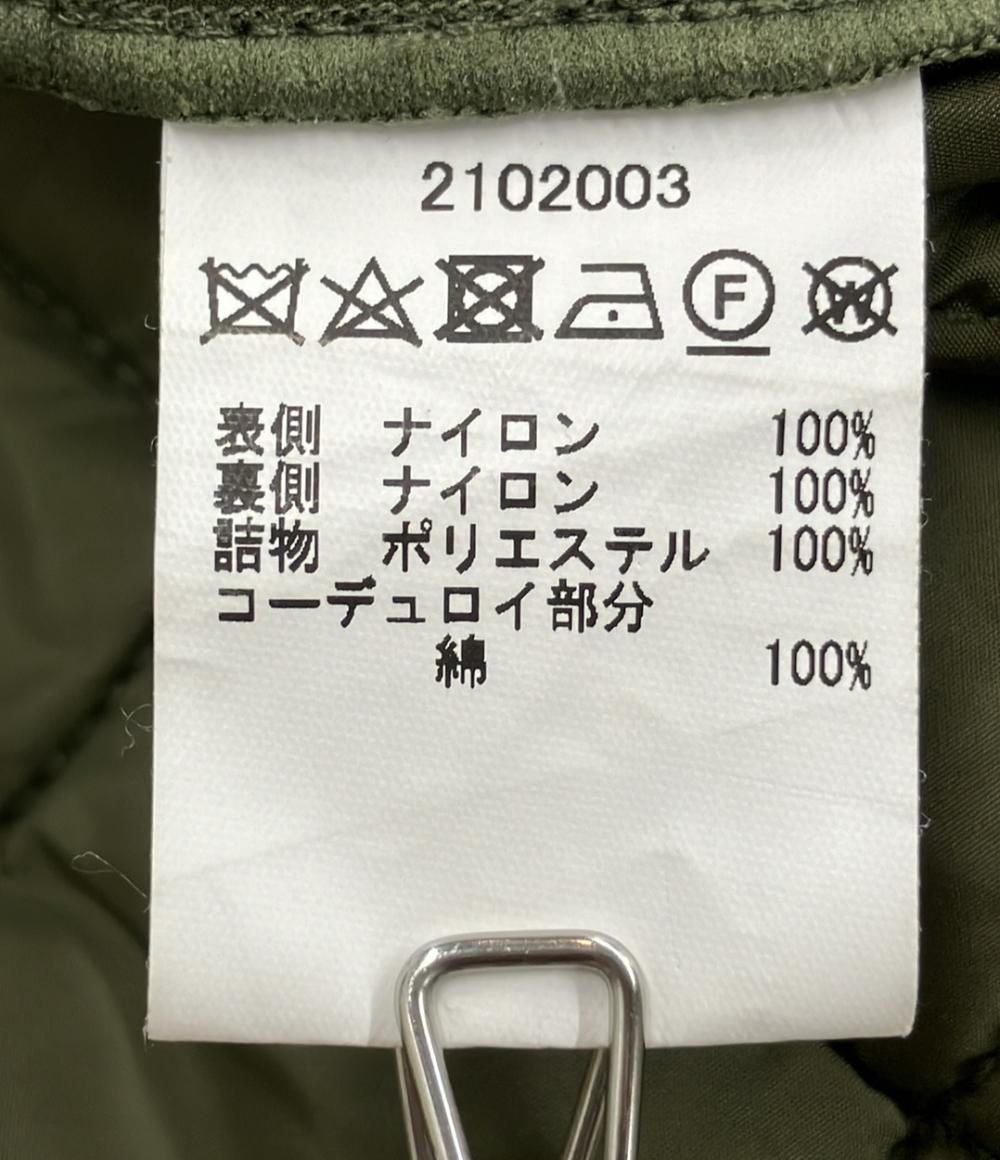 2102003
F W
表側 ナイロン 100%
裏側 ナイロン 100%
詰物 ポリエステル 100%
コーデュロイ部分
綿 100%